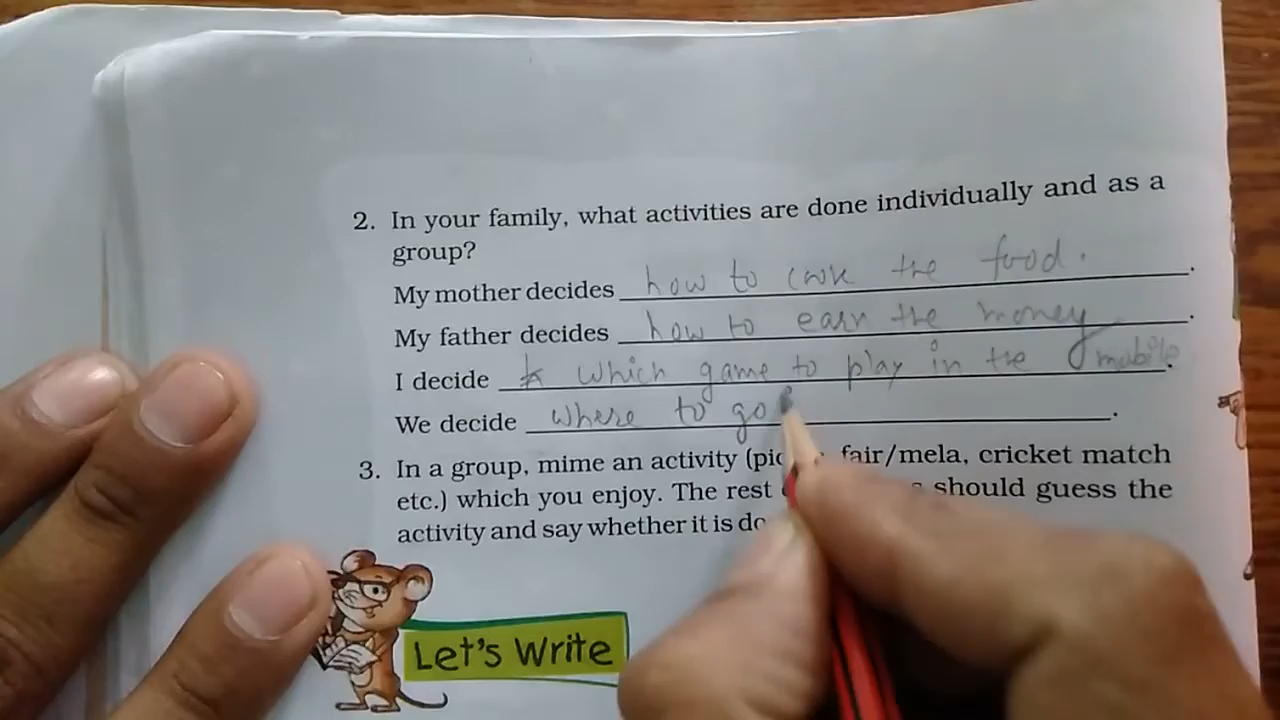 2. In your family, what activities are done individually and as a
group?
My mother decides how to cook the food.
My father decides how to earn the money.
I decide which game to play in the mobile.
We decide where to go.
3. In a group, mime an activity ( fair/mela, cricket match
etc.) which you enjoy. The rest should guess the
activity and say whether it is
Let's Write